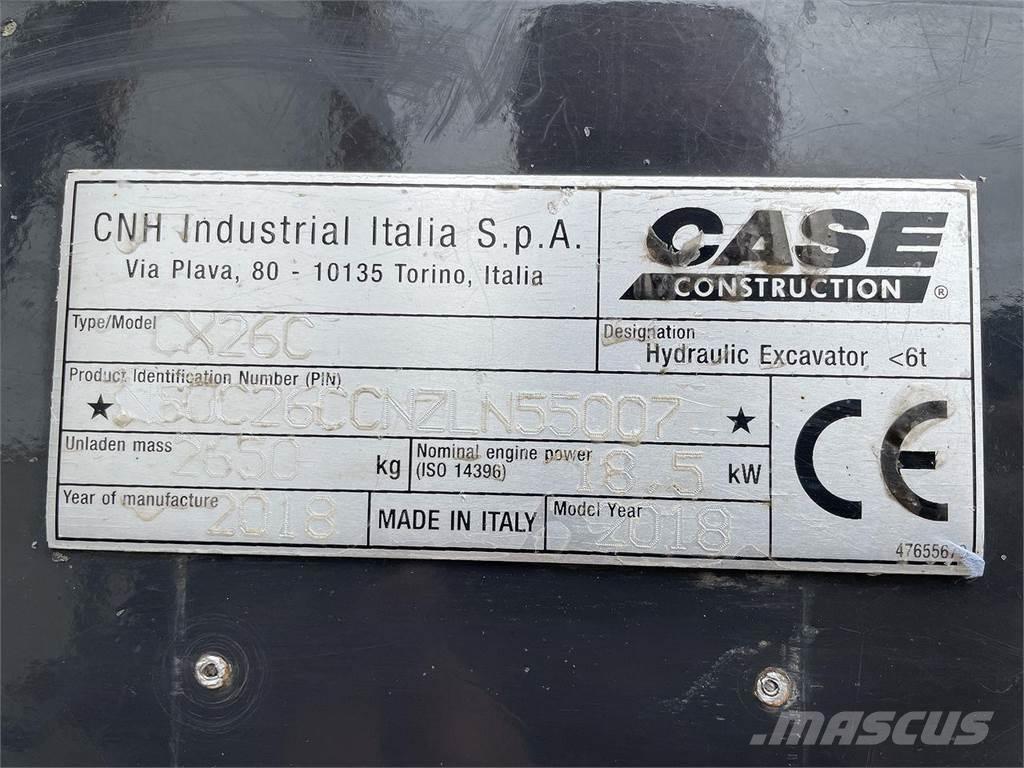 CNH Industrial Italia S.p.A.
Via Plava, 80 - 10135 Torino, Italia
CASE
CONSTRUCTION ®
Type/Model CX26C
Designation
Hydraulic Excavator <6t
Product Identification Number (PIN)
Unladen mass 2650 kg
Nominal engine power
(ISO 14396) 18.5 kW
Year of manufacture 2018
MADE IN ITALY
Model Year 2018
CE
MASCUS